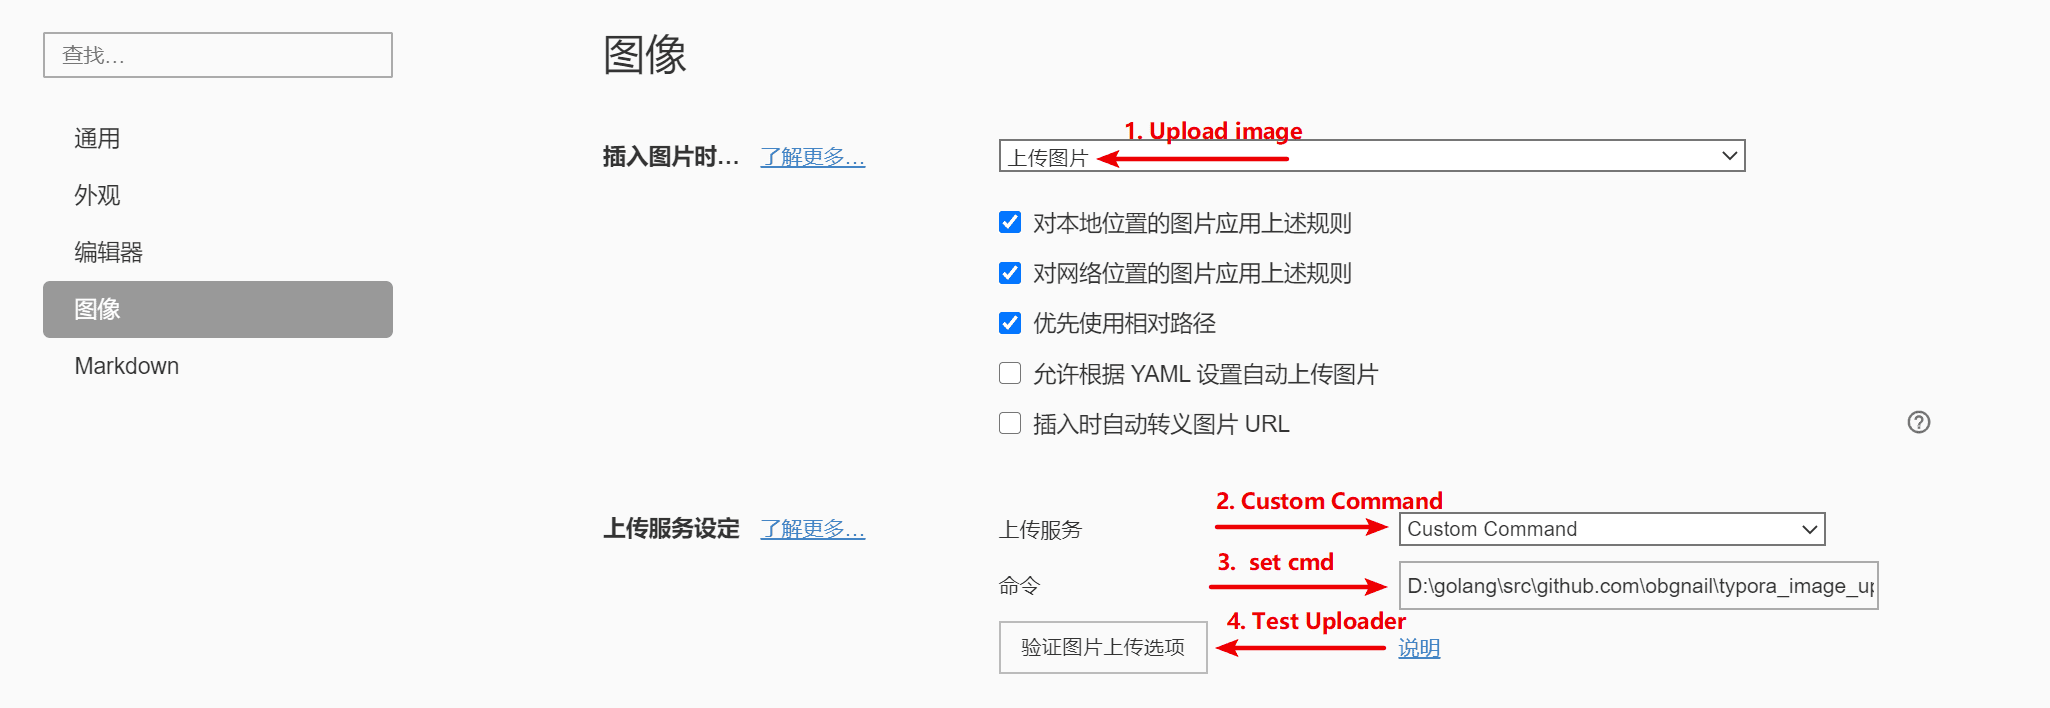 查找...
通用
外观
编辑器
图像
Markdown
图像
插入图片时... 了解更多...
1. Upload image
上传图片
对本地位置的图片应用上述规则
对网络位置的图片应用上述规则
优先使用相对路径
允许根据 YAML 设置自动上传图片
插入时自动转义图片 URL
上传服务设定 了解更多...
2. Custom Command
上传服务 Custom Command
3. set cmd
命令 D:\golang\src\github.com\obgnail\typora_image_up
4. Test Uploader
验证图片上传选项 说明